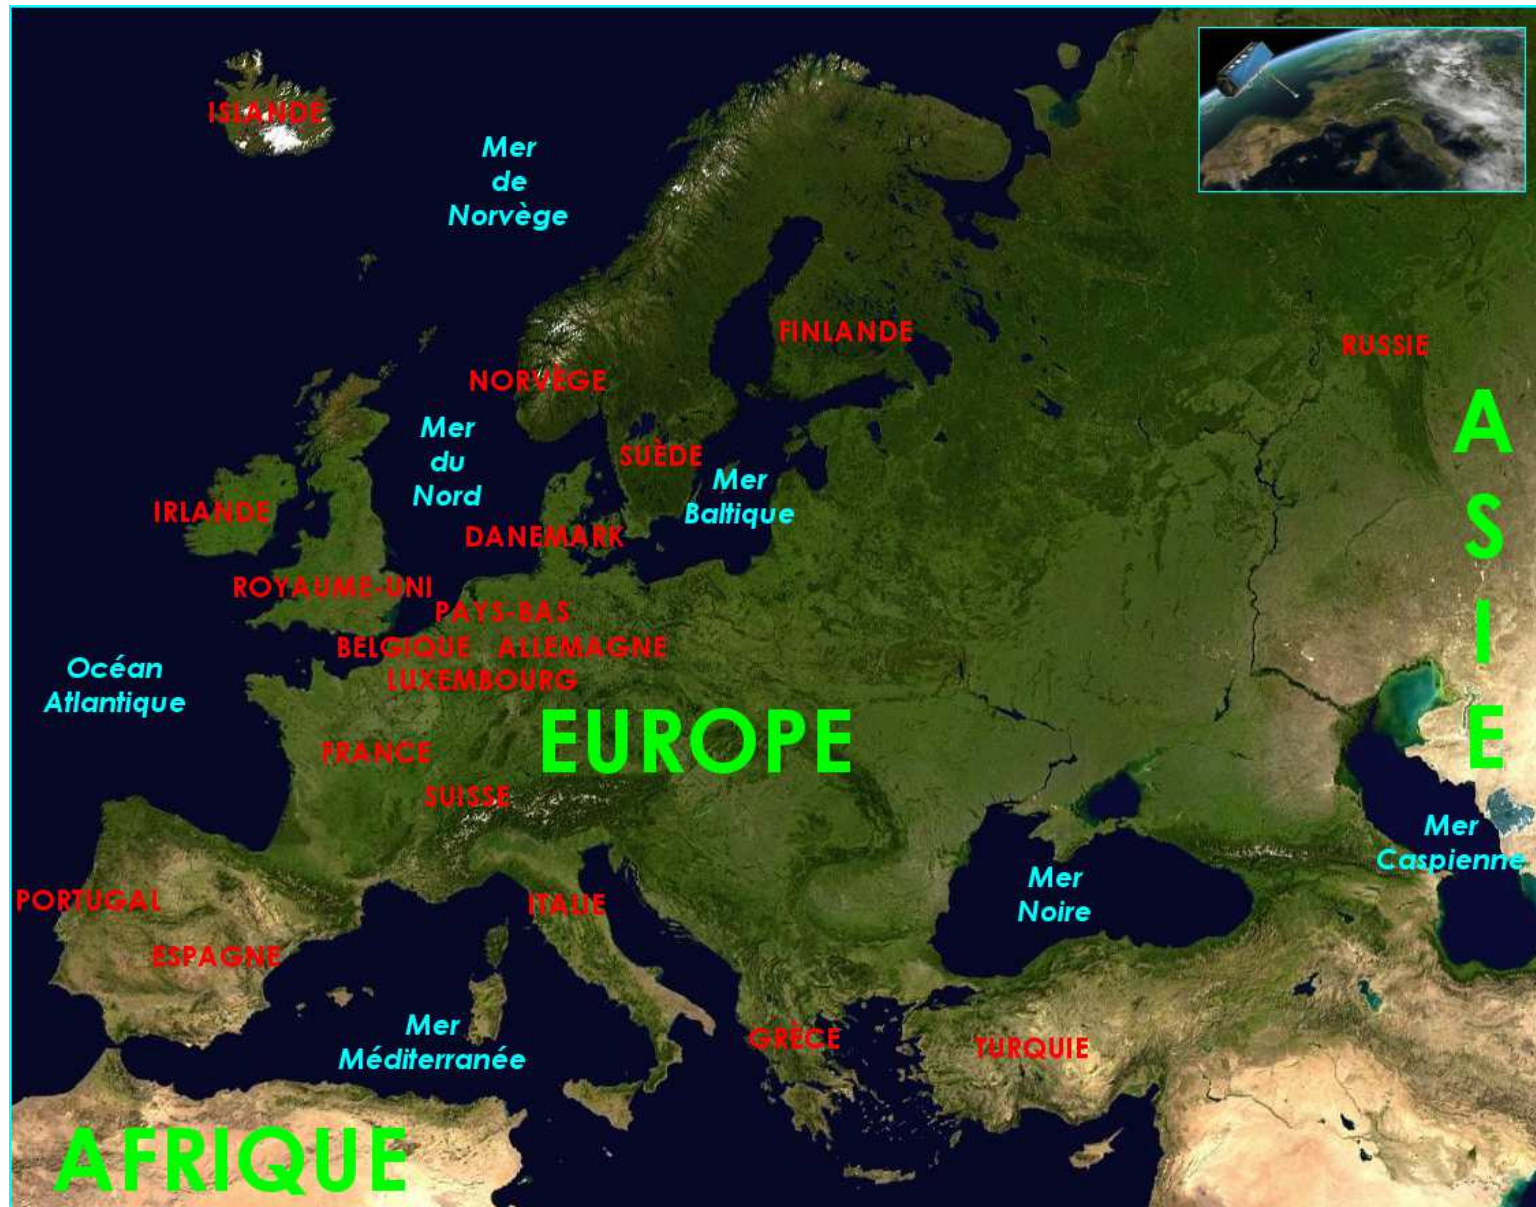 ISLANDE
Mer
de
Norvège
FINLANDE
RUSSIE
NORVÈGE
Mer
du
Nord
SUÈDE
Mer
Baltique
IRLANDE
DANEMARK
ROYAUME-UNI
PAYS-BAS
BELGIQUE
ALLEMAGNE
LUXEMBOURG
Océan
Atlantique
A
S
I
E
EUROPE
FRANCE
SUISSE
Mer
Caspienne
Mer
Noire
PORTUGAL
ITALIE
ESPAGNE
Mer
Méditerranée
GRÈCE
TURQUIE
AFRIQUE